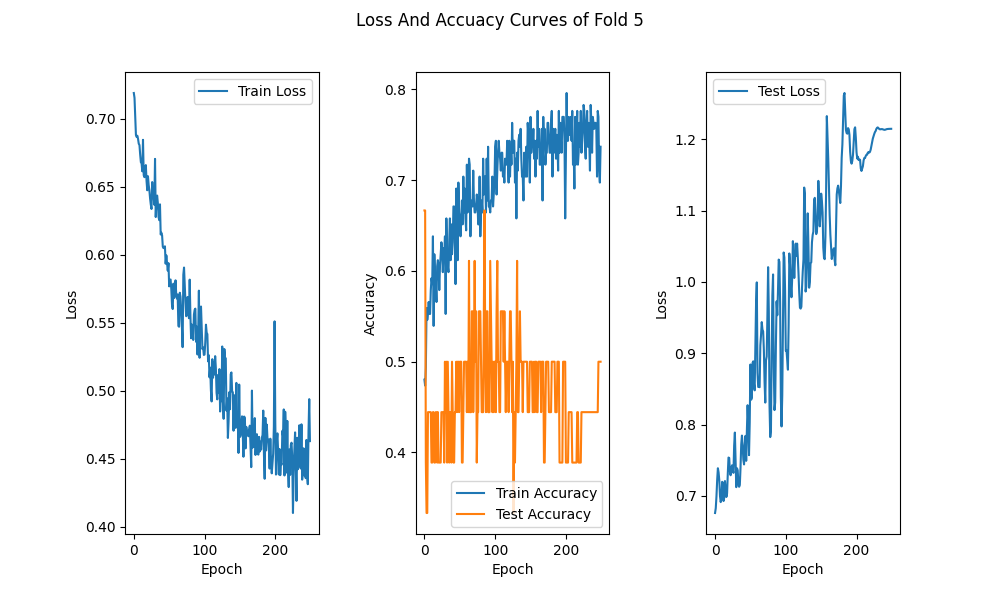 Loss And Accuacy Curves of Fold 5
Train Loss
0.70
0.65
0.60
0.55
0.50
0.45
0.40
Loss
0
100
200
Epoch
0.8
0.7
0.6
0.5
0.4
Accuracy
Train Accuracy
Test Accuracy
0
100
200
Epoch
Test Loss
1.2
1.1
1.0
0.9
0.8
0.7
Loss
0
100
200
Epoch